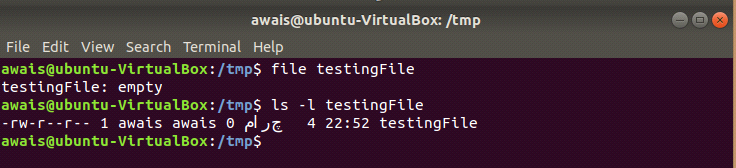 awais@ubuntu-VirtualBox: /tmp
File Edit View Search Terminal Help
awais@ubuntu-VirtualBox:/tmp$ file testingFile
testingFile: empty
awais@ubuntu-VirtualBox:/tmp$ ls -l testingFile
-rw-r--r-- 1 awais awais 0 مارچ   4 22:52 testingFile
awais@ubuntu-VirtualBox:/tmp$